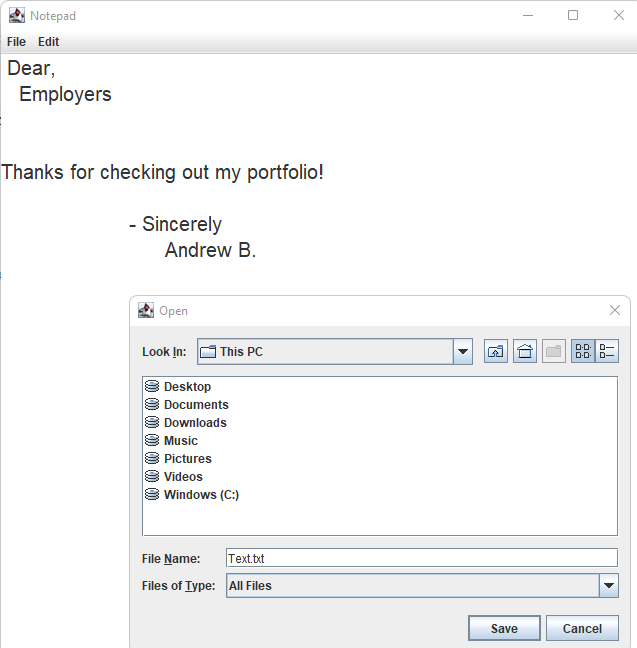 Notepad
File Edit
Dear,
Employers
Thanks for checking out my portfolio!
- Sincerely
Andrew B.
Open
Look In: This PC
Desktop
Documents
Downloads
Music
Pictures
Videos
Windows (C:)
File Name: Text.txt
Files of Type: All Files
Save Cancel